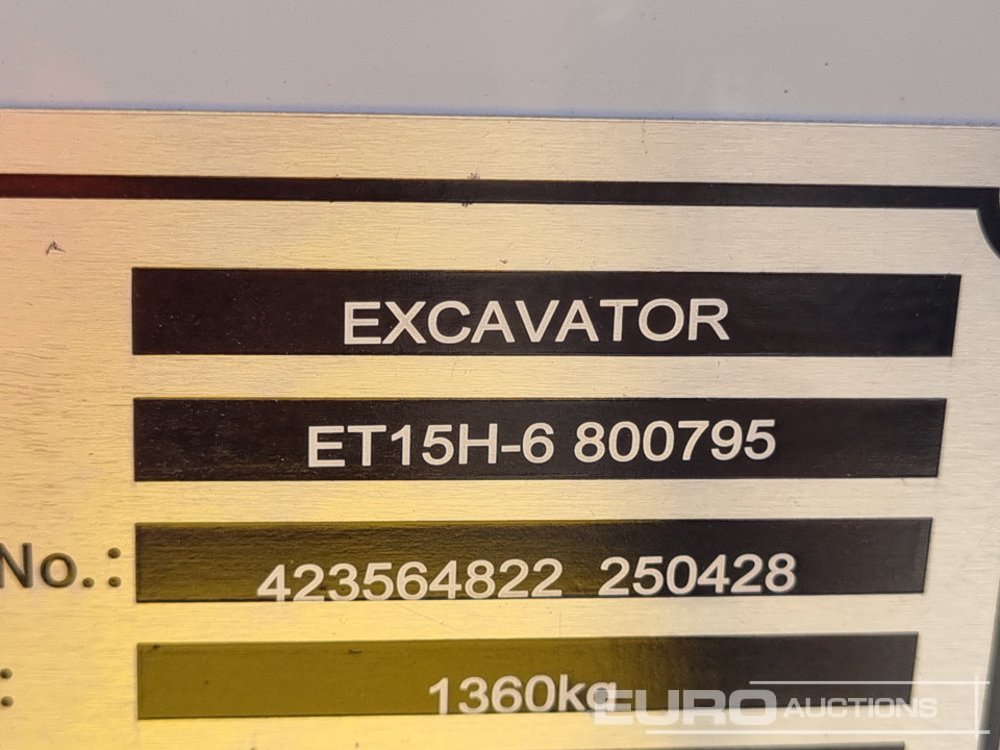 EXCAVATOR
ET15H-6 800795
No.: 423564822 250428
: 1360kg
EURO AUCTIONS